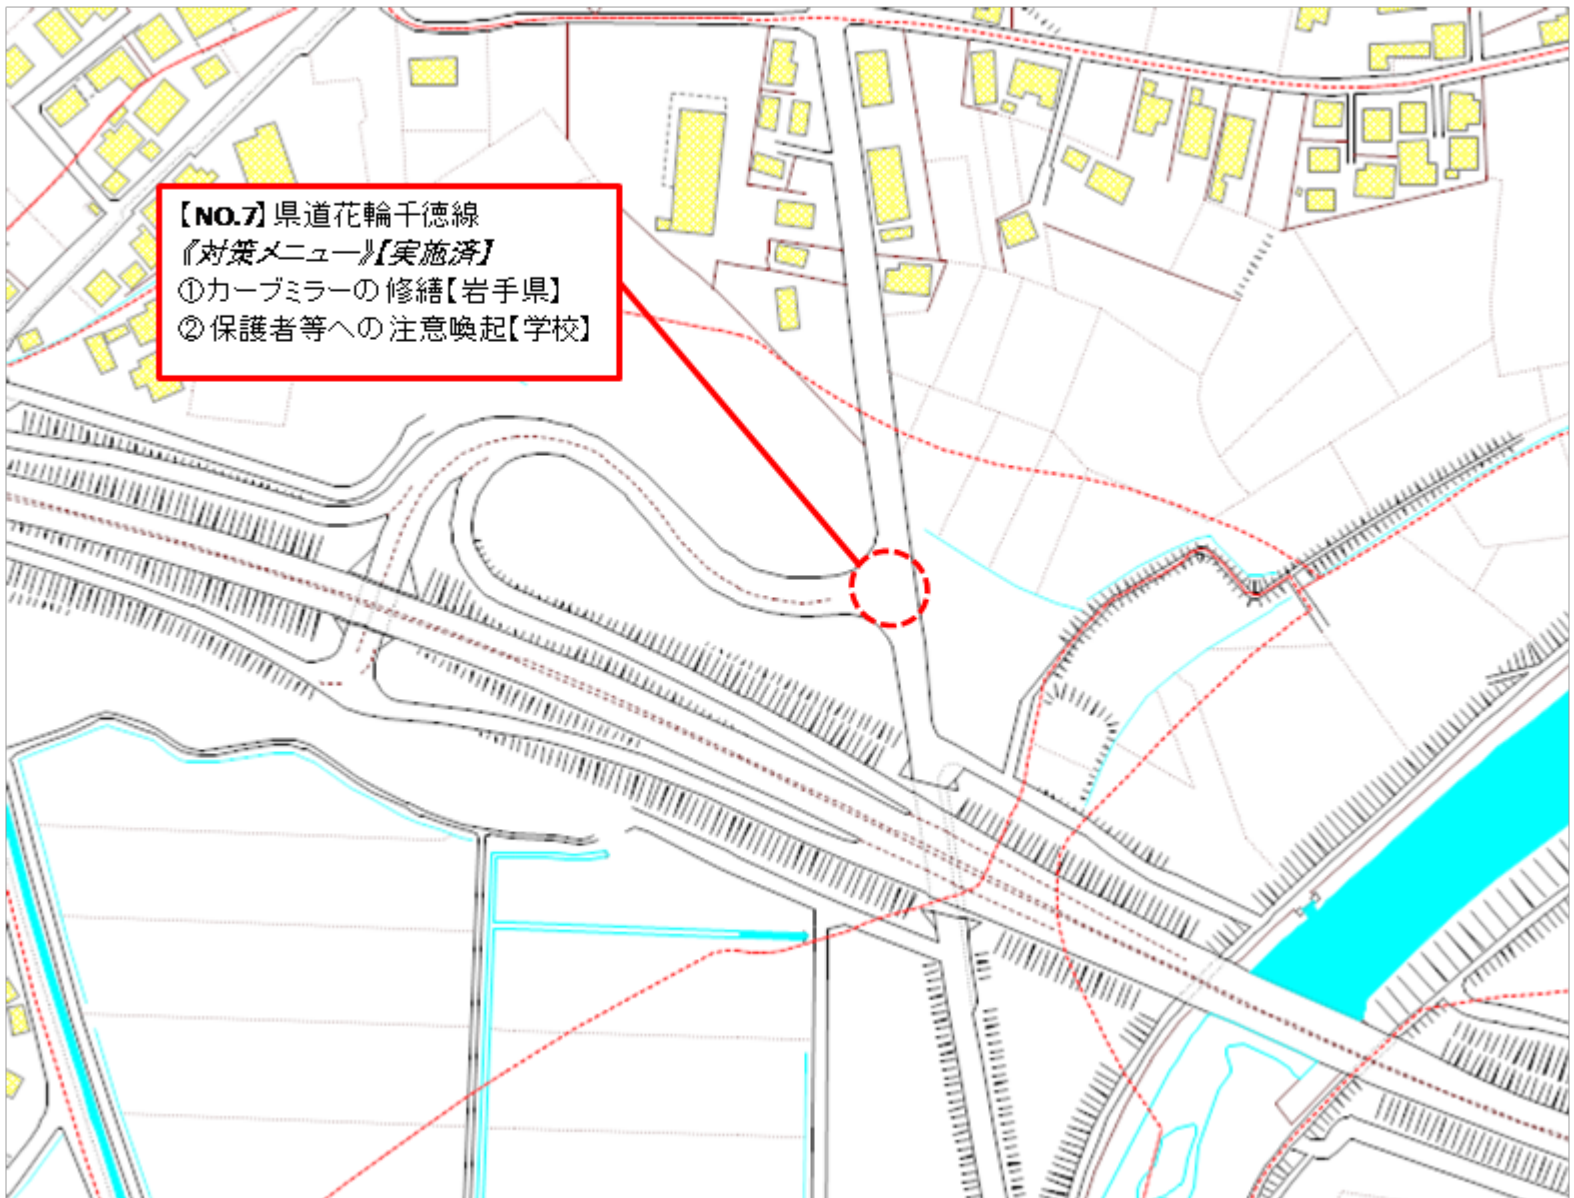 【NO.7】県道花輪千徳線
《対策メニュー》【実施済】
①カーブミラーの修繕【岩手県】
②保護者等への注意喚起【学校】